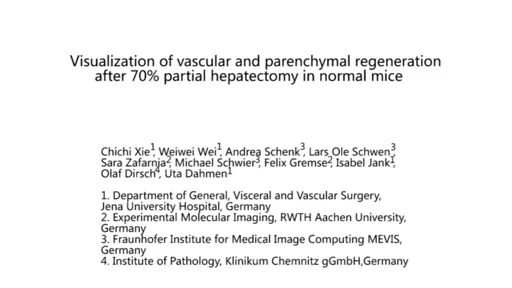 Visualization of vascular and parenchymal regeneration
after 70% partial hepatectomy in normal mice
Chichi Xie1, Weiwei Wei1, Andrea Schenk3, Lars Ole Schwen3,
Sara Zafarnja2, Michael Schwier3, Felix Gremse2, Isabel Jank1,
Olaf Dirsch4, Uta Dahmen1
1. Department of General, Visceral and Vascular Surgery,
Jena University Hospital, Germany
2. Experimental Molecular Imaging, RWTH Aachen University,
Germany
3. Fraunhofer Institute for Medical Image Computing MEVIS,
Germany
4. Institute of Pathology, Klinikum Chemnitz gGmbH,Germany